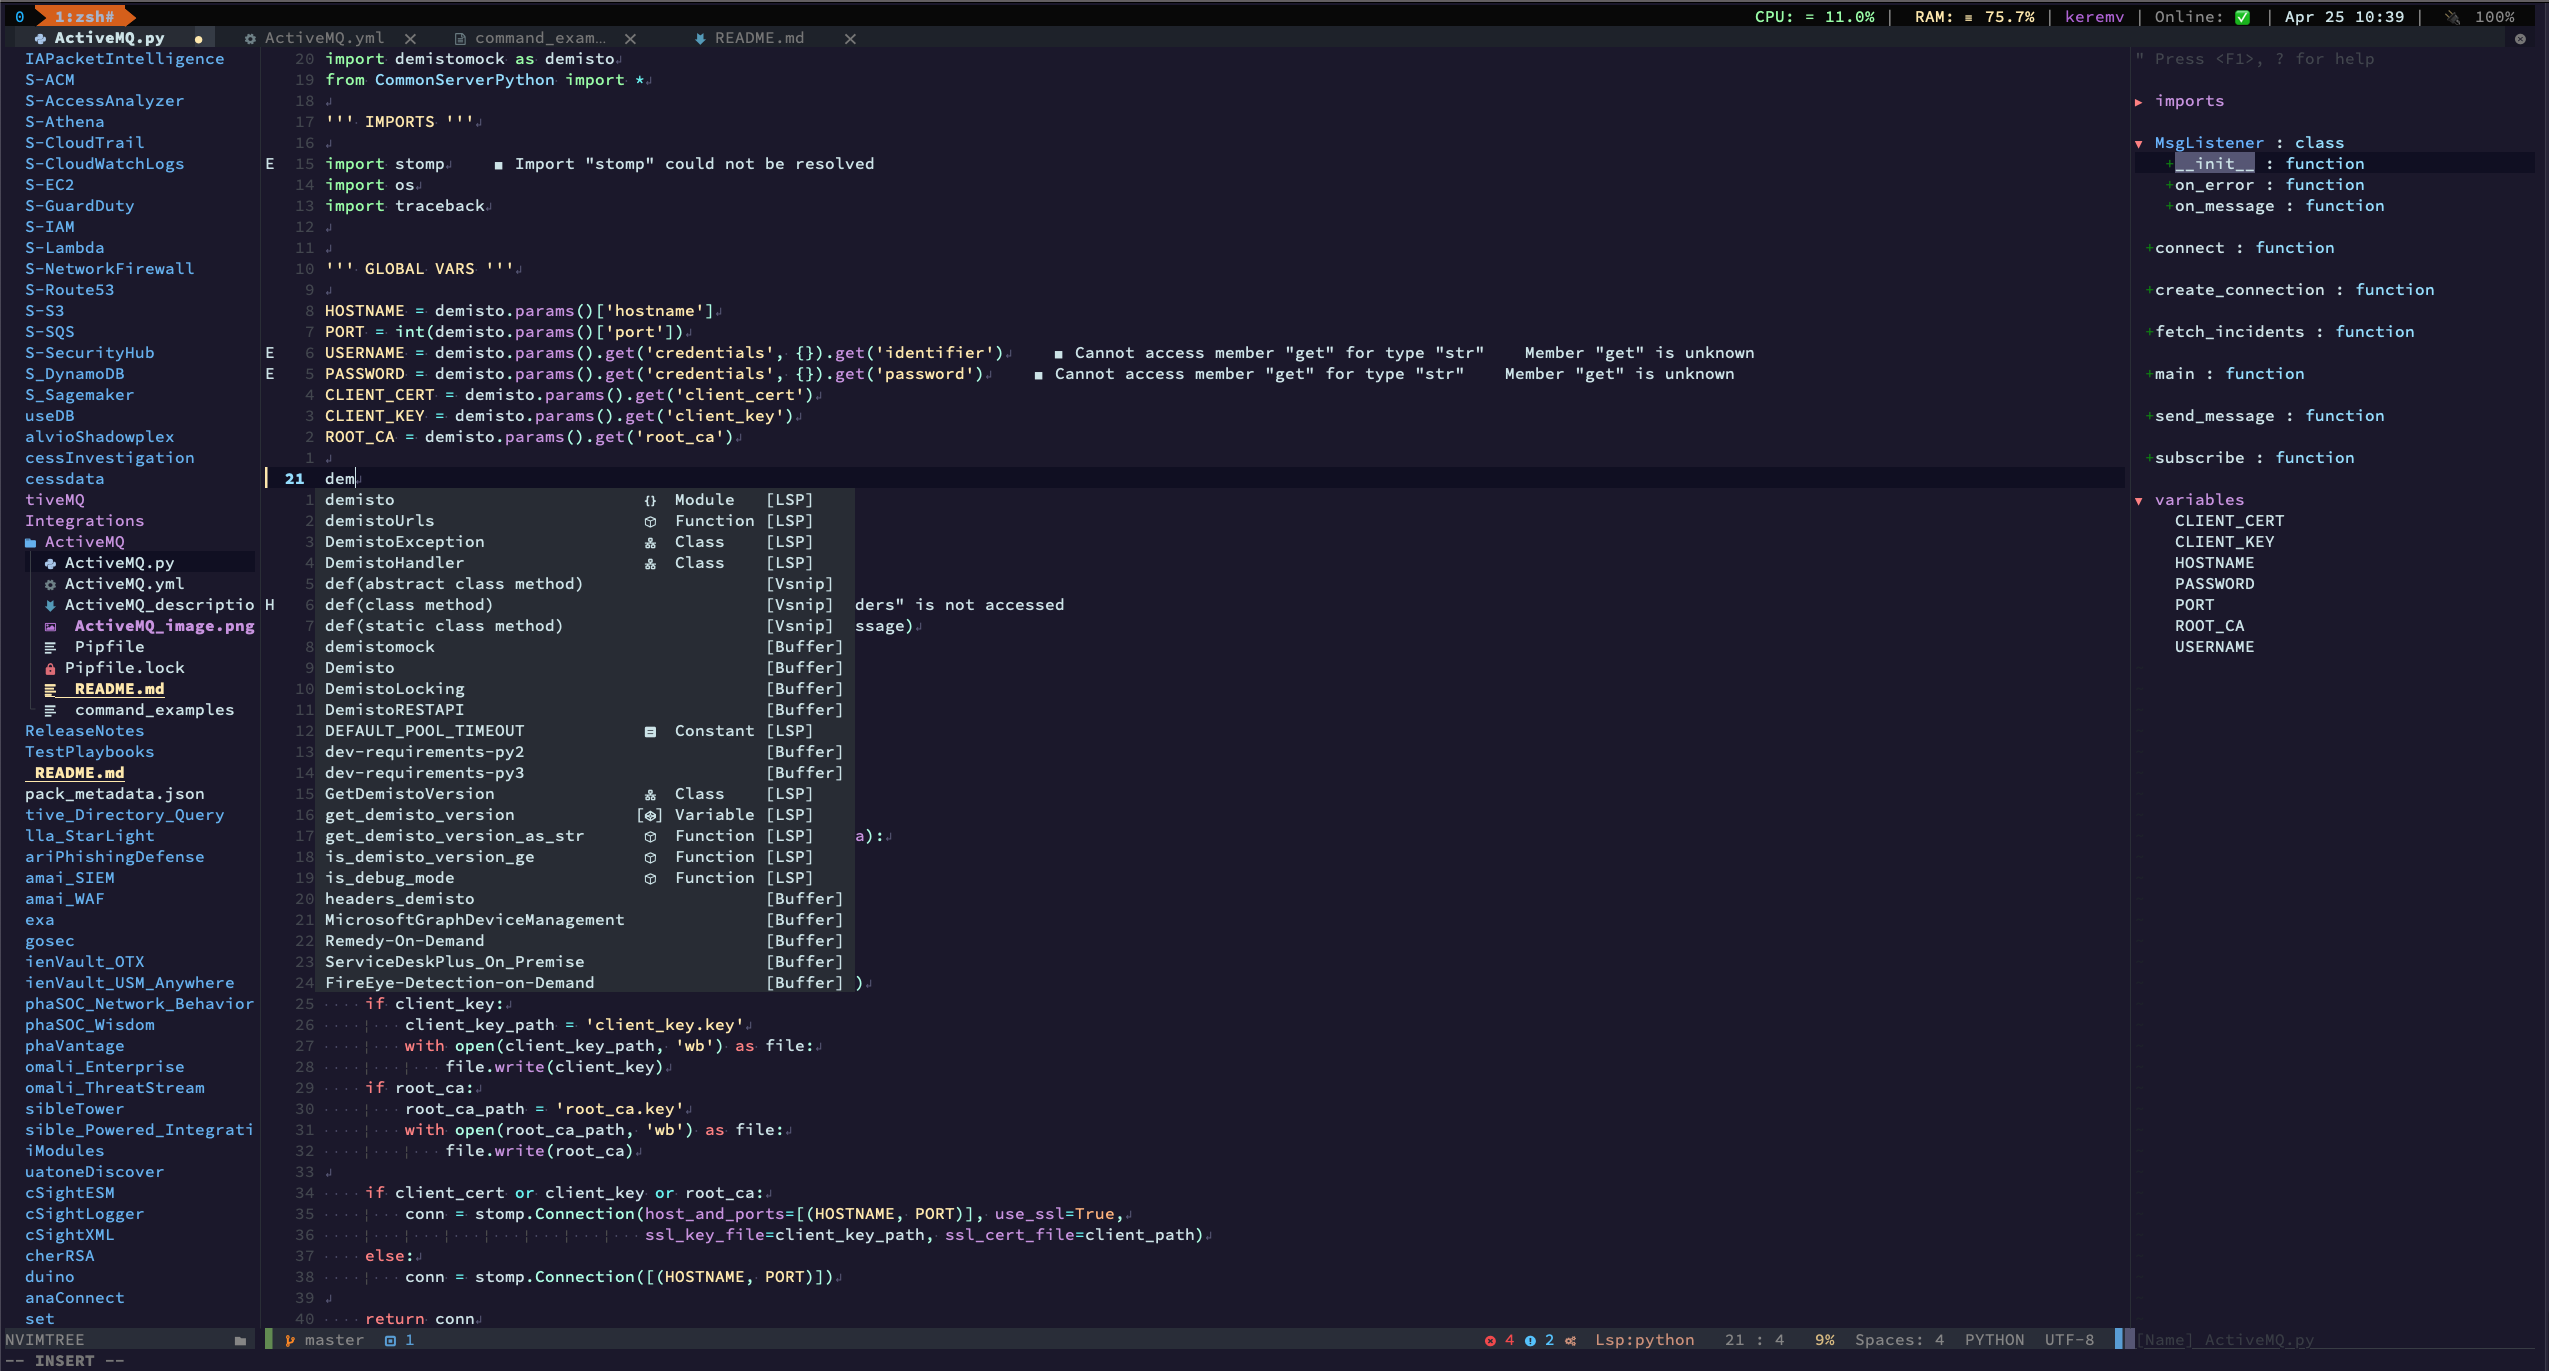 0 1:zsh# CPU: = 11.0% | RAM: ≡ 75.7% | keremv | Online: ✅ | Apr 25 10:39 | 100%
ActiveMQ.py ● ActiveMQ.yml ✕ command_exam… ✕ README.md ✕
IAPacketIntelligence
S-ACM
S-AccessAnalyzer
S-Athena
S-CloudTrail
S-CloudWatchLogs
S-EC2
S-GuardDuty
S-IAM
S-Lambda
S-NetworkFirewall
S-Route53
S-S3
S-SQS
S-SecurityHub
S_DynamoDB
S_Sagemaker
useDB
alvioShadowplex
cessInvestigation
cessdata
tiveMQ
Integrations
ActiveMQ
ActiveMQ.py
ActiveMQ.yml
ActiveMQ_descriptio
ActiveMQ_image.png
Pipfile
Pipfile.lock
README.md
command_examples
ReleaseNotes
TestPlaybooks
README.md
pack_metadata.json
tive_Directory_Query
lla_StarLight
ariPhishingDefense
amai_SIEM
amai_WAF
exa
gosec
ienVault_OTX
ienVault_USM_Anywhere
phaSOC_Network_Behavior
phaSOC_Wisdom
phaVantage
omali_Enterprise
omali_ThreatStream
sibleTower
sible_Powered_Integrati
iModules
uatoneDiscover
cSightESM
cSightLogger
cSightXML
cherRSA
duino
anaConnect
set
20 import demistomock as demisto
19 from CommonServerPython import *
18
17 ''' IMPORTS '''
16
E 15 import stomp ■ Import "stomp" could not be resolved
14 import os
13 import traceback
12
11
10 ''' GLOBAL VARS '''
9
8 HOSTNAME = demisto.params()['hostname']
7 PORT = int(demisto.params()['port'])
E 6 USERNAME = demisto.params().get('credentials', {}).get('identifier') ■ Cannot access member "get" for type "str" Member "get" is unknown
E 5 PASSWORD = demisto.params().get('credentials', {}).get('password') ■ Cannot access member "get" for type "str" Member "get" is unknown
4 CLIENT_CERT = demisto.params().get('client_cert')
3 CLIENT_KEY = demisto.params().get('client_key')
2 ROOT_CA = demisto.params().get('root_ca')
1
21 dem
1 demisto {} Module [LSP]
2 demistoUrls Function [LSP]
3 DemistoException Class [LSP]
4 DemistoHandler Class [LSP]
5 def(abstract class method) [Vsnip]
H 6 def(class method) [Vsnip] ders" is not accessed
7 def(static class method) [Vsnip] ssage)
8 demistomock [Buffer]
9 Demisto [Buffer]
10 DemistoLocking [Buffer]
11 DemistoRESTAPI [Buffer]
12 DEFAULT_POOL_TIMEOUT Constant [LSP]
13 dev-requirements-py2 [Buffer]
14 dev-requirements-py3 [Buffer]
15 GetDemistoVersion Class [LSP]
16 get_demisto_version Variable [LSP]
17 get_demisto_version_as_str Function [LSP] a):
18 is_demisto_version_ge Function [LSP]
19 is_debug_mode Function [LSP]
20 headers_demisto [Buffer]
21 MicrosoftGraphDeviceManagement [Buffer]
22 Remedy-On-Demand [Buffer]
23 ServiceDeskPlus_On_Premise [Buffer]
24 FireEye-Detection-on-Demand [Buffer] )
25 if client_key:
26 client_key_path = 'client_key.key'
27 with open(client_key_path, 'wb') as file:
28 file.write(client_key)
29 if root_ca:
30 root_ca_path = 'root_ca.key'
31 with open(root_ca_path, 'wb') as file:
32 file.write(root_ca)
33
34 if client_cert or client_key or root_ca:
35 conn = stomp.Connection(host_and_ports=[(HOSTNAME, PORT)], use_ssl=True,
36 ssl_key_file=client_key_path, ssl_cert_file=client_path)
37 else:
38 conn = stomp.Connection([(HOSTNAME, PORT)])
39
40 return conn
" Press <F1>, ? for help
▶ imports
▼ MsgListener : class
+__init__ : function
+on_error : function
+on_message : function
+connect : function
+create_connection : function
+fetch_incidents : function
+main : function
+send_message : function
+subscribe : function
▼ variables
CLIENT_CERT
CLIENT_KEY
HOSTNAME
PASSWORD
PORT
ROOT_CA
USERNAME
NVIMTREE master 1 4 2 Lsp:python 21 : 4 9% Spaces: 4 PYTHON UTF-8 [Name] ActiveMQ.py
-- INSERT --